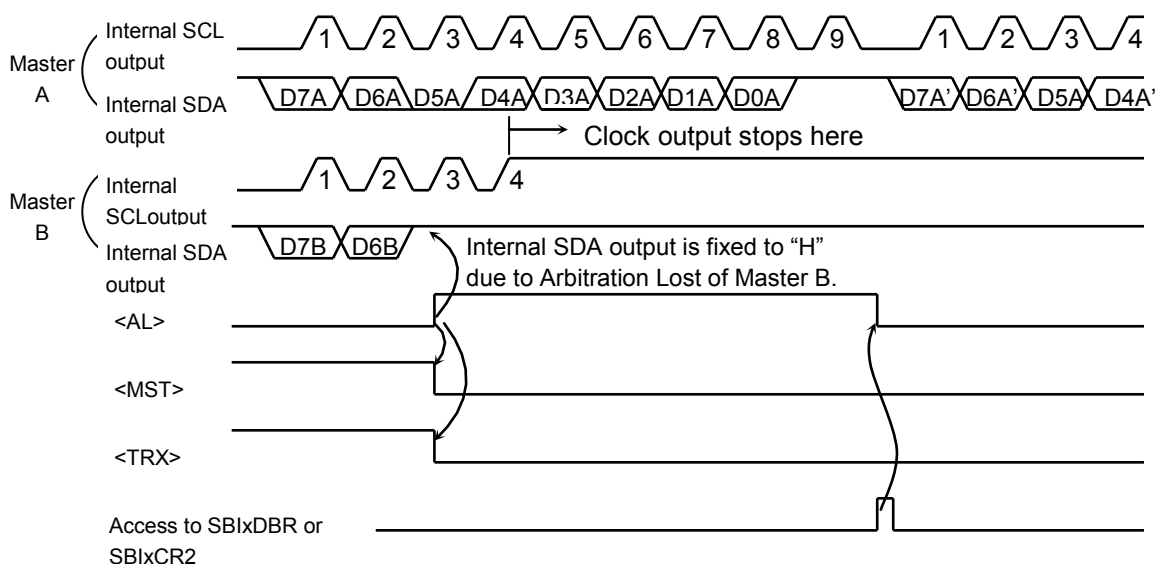 Master
A
Internal SCL
output
1 2 3 4 5 6 7 8 9 1 2 3 4
Internal SDA
output
D7A D6A D5A D4A D3A D2A D1A D0A D7A' D6A' D5A D4A'
Clock output stops here
Master
B
Internal
SCLoutput
1 2 3 4
Internal SDA
output
D7B D6B
Internal SDA output is fixed to “H”
due to Arbitration Lost of Master B.
<AL>
<MST>
<TRX>
Access to SBIxDBR or
SBIxCR2